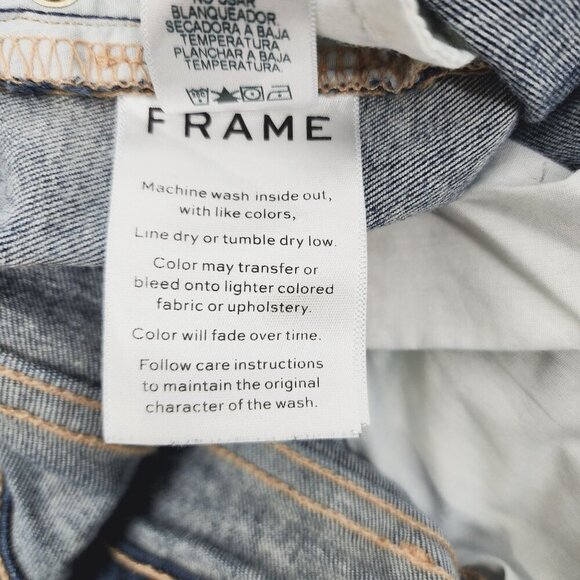 NO USAR
BLANQUEADOR
SECADORA A BAJA
TEMPERATURA
PLANCHAR A BAJA
TEMPERATURA.
FRAME
Machine wash inside out,
with like colors,
Line dry or tumble dry low.
Color may transfer or
bleed onto lighter colored
fabric or upholstery.
Color will fade over time.
Follow care instructions
to maintain the original
character of the wash.